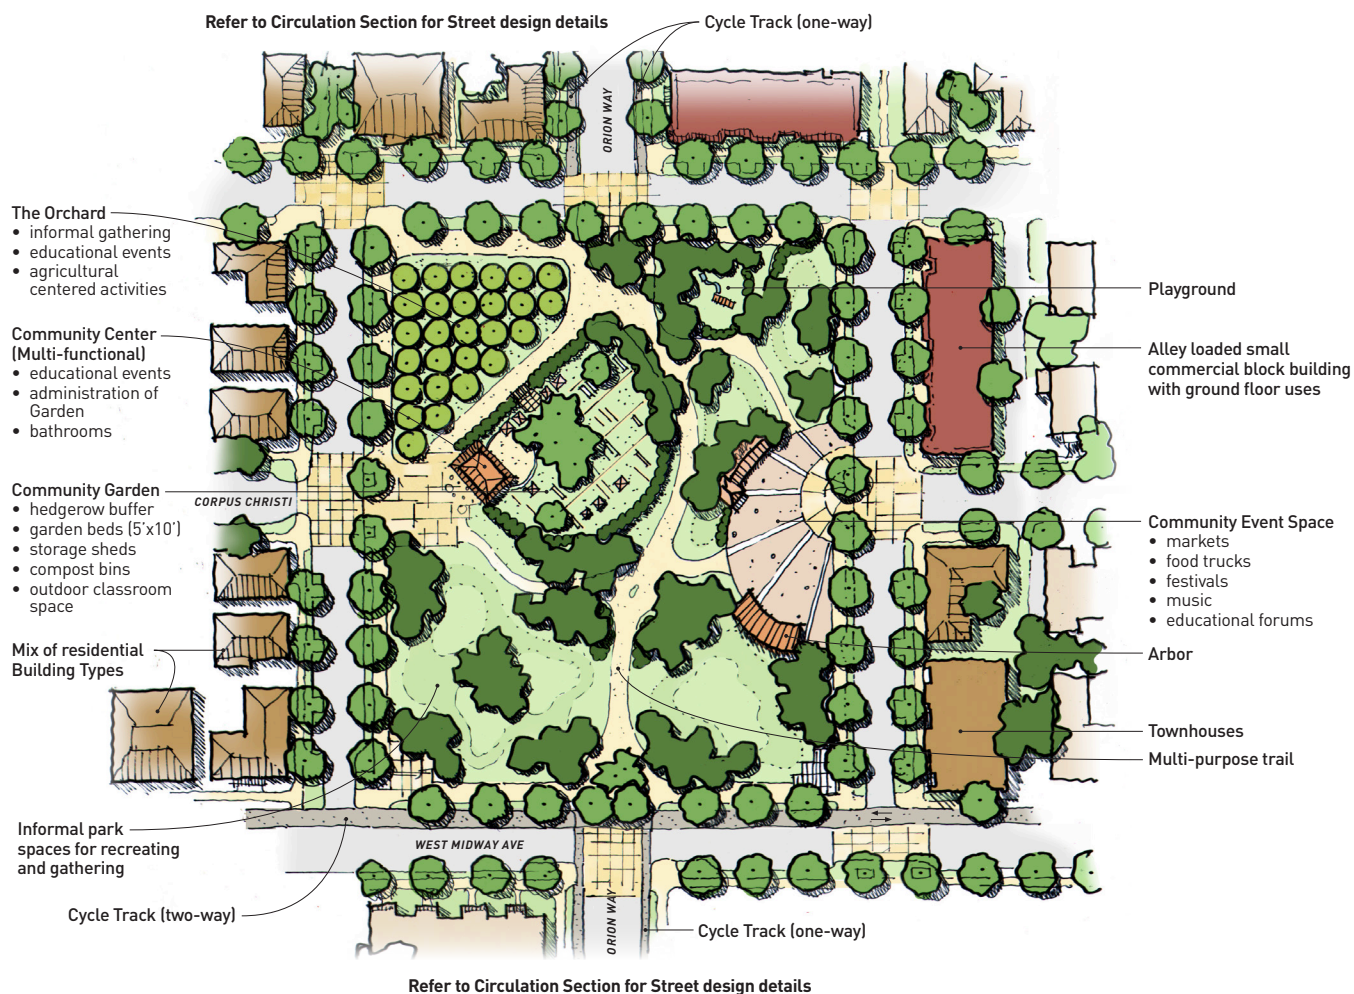 Refer to Circulation Section for Street design details
Cycle Track (one-way)
ORION WAY
The Orchard
• informal gathering
• educational events
• agricultural
centered activities
Community Center
(Multi-functional)
• educational events
• administration of
Garden
• bathrooms
Community Garden
• hedgerow buffer
• garden beds (5'x10')
• storage sheds
• compost bins
• outdoor classroom
space
CORPUS CHRISTI
Mix of residential
Building Types
Informal park
spaces for recreating
and gathering
Cycle Track (two-way)
Playground
Alley loaded small
commercial block building
with ground floor uses
Community Event Space
• markets
• food trucks
• festivals
• music
• educational forums
Arbor
Townhouses
Multi-purpose trail
WEST MIDWAY AVE
ORION WAY
Cycle Track (one-way)
Refer to Circulation Section for Street design details